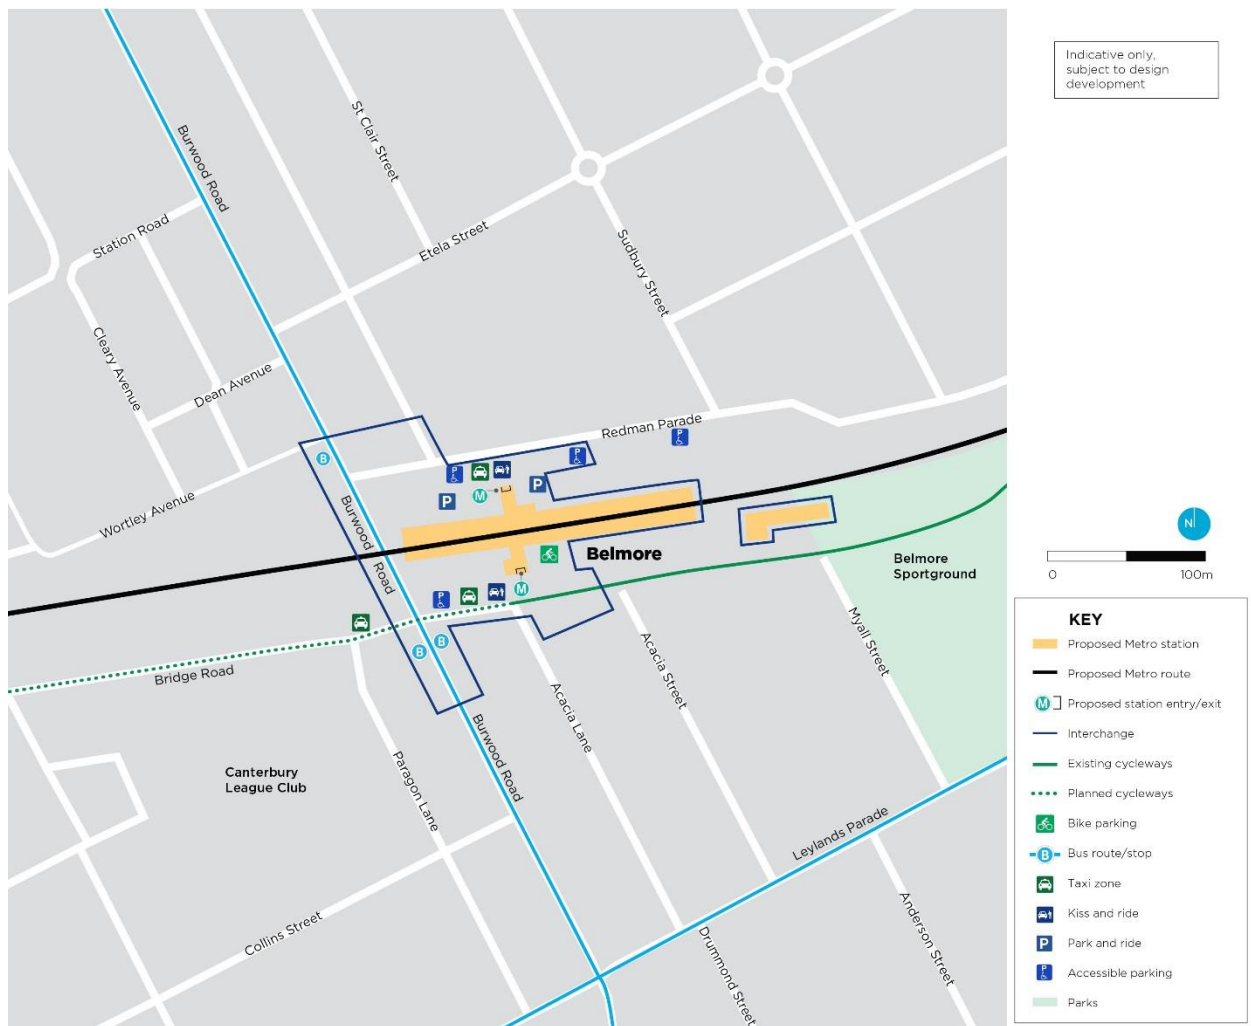 Indicative only,
subject to design
development
Burwood Road
St Clair Street
Station Road
Etela Street
Sudbury Street
Cleary Avenue
Dean Avenue
Redman Parade
P
B
P
P
M
P
P
Wortley Avenue
Burwood Road
Belmore
Belmore
Sportground
N
0
100m
M
P
B
B
Bridge Road
Acacia Street
Myall Street
Acacia Lane
Burwood Road
Canterbury
League Club
Paragon Lane
Leylands Parade
Collins Street
Drummond Street
Anderson Street
KEY
Proposed Metro station
Proposed Metro route
M Proposed station entry/exit
Interchange
Existing cycleways
Planned cycleways
Bike parking
B Bus route/stop
Taxi zone
Kiss and ride
P Park and ride
P Accessible parking
Parks